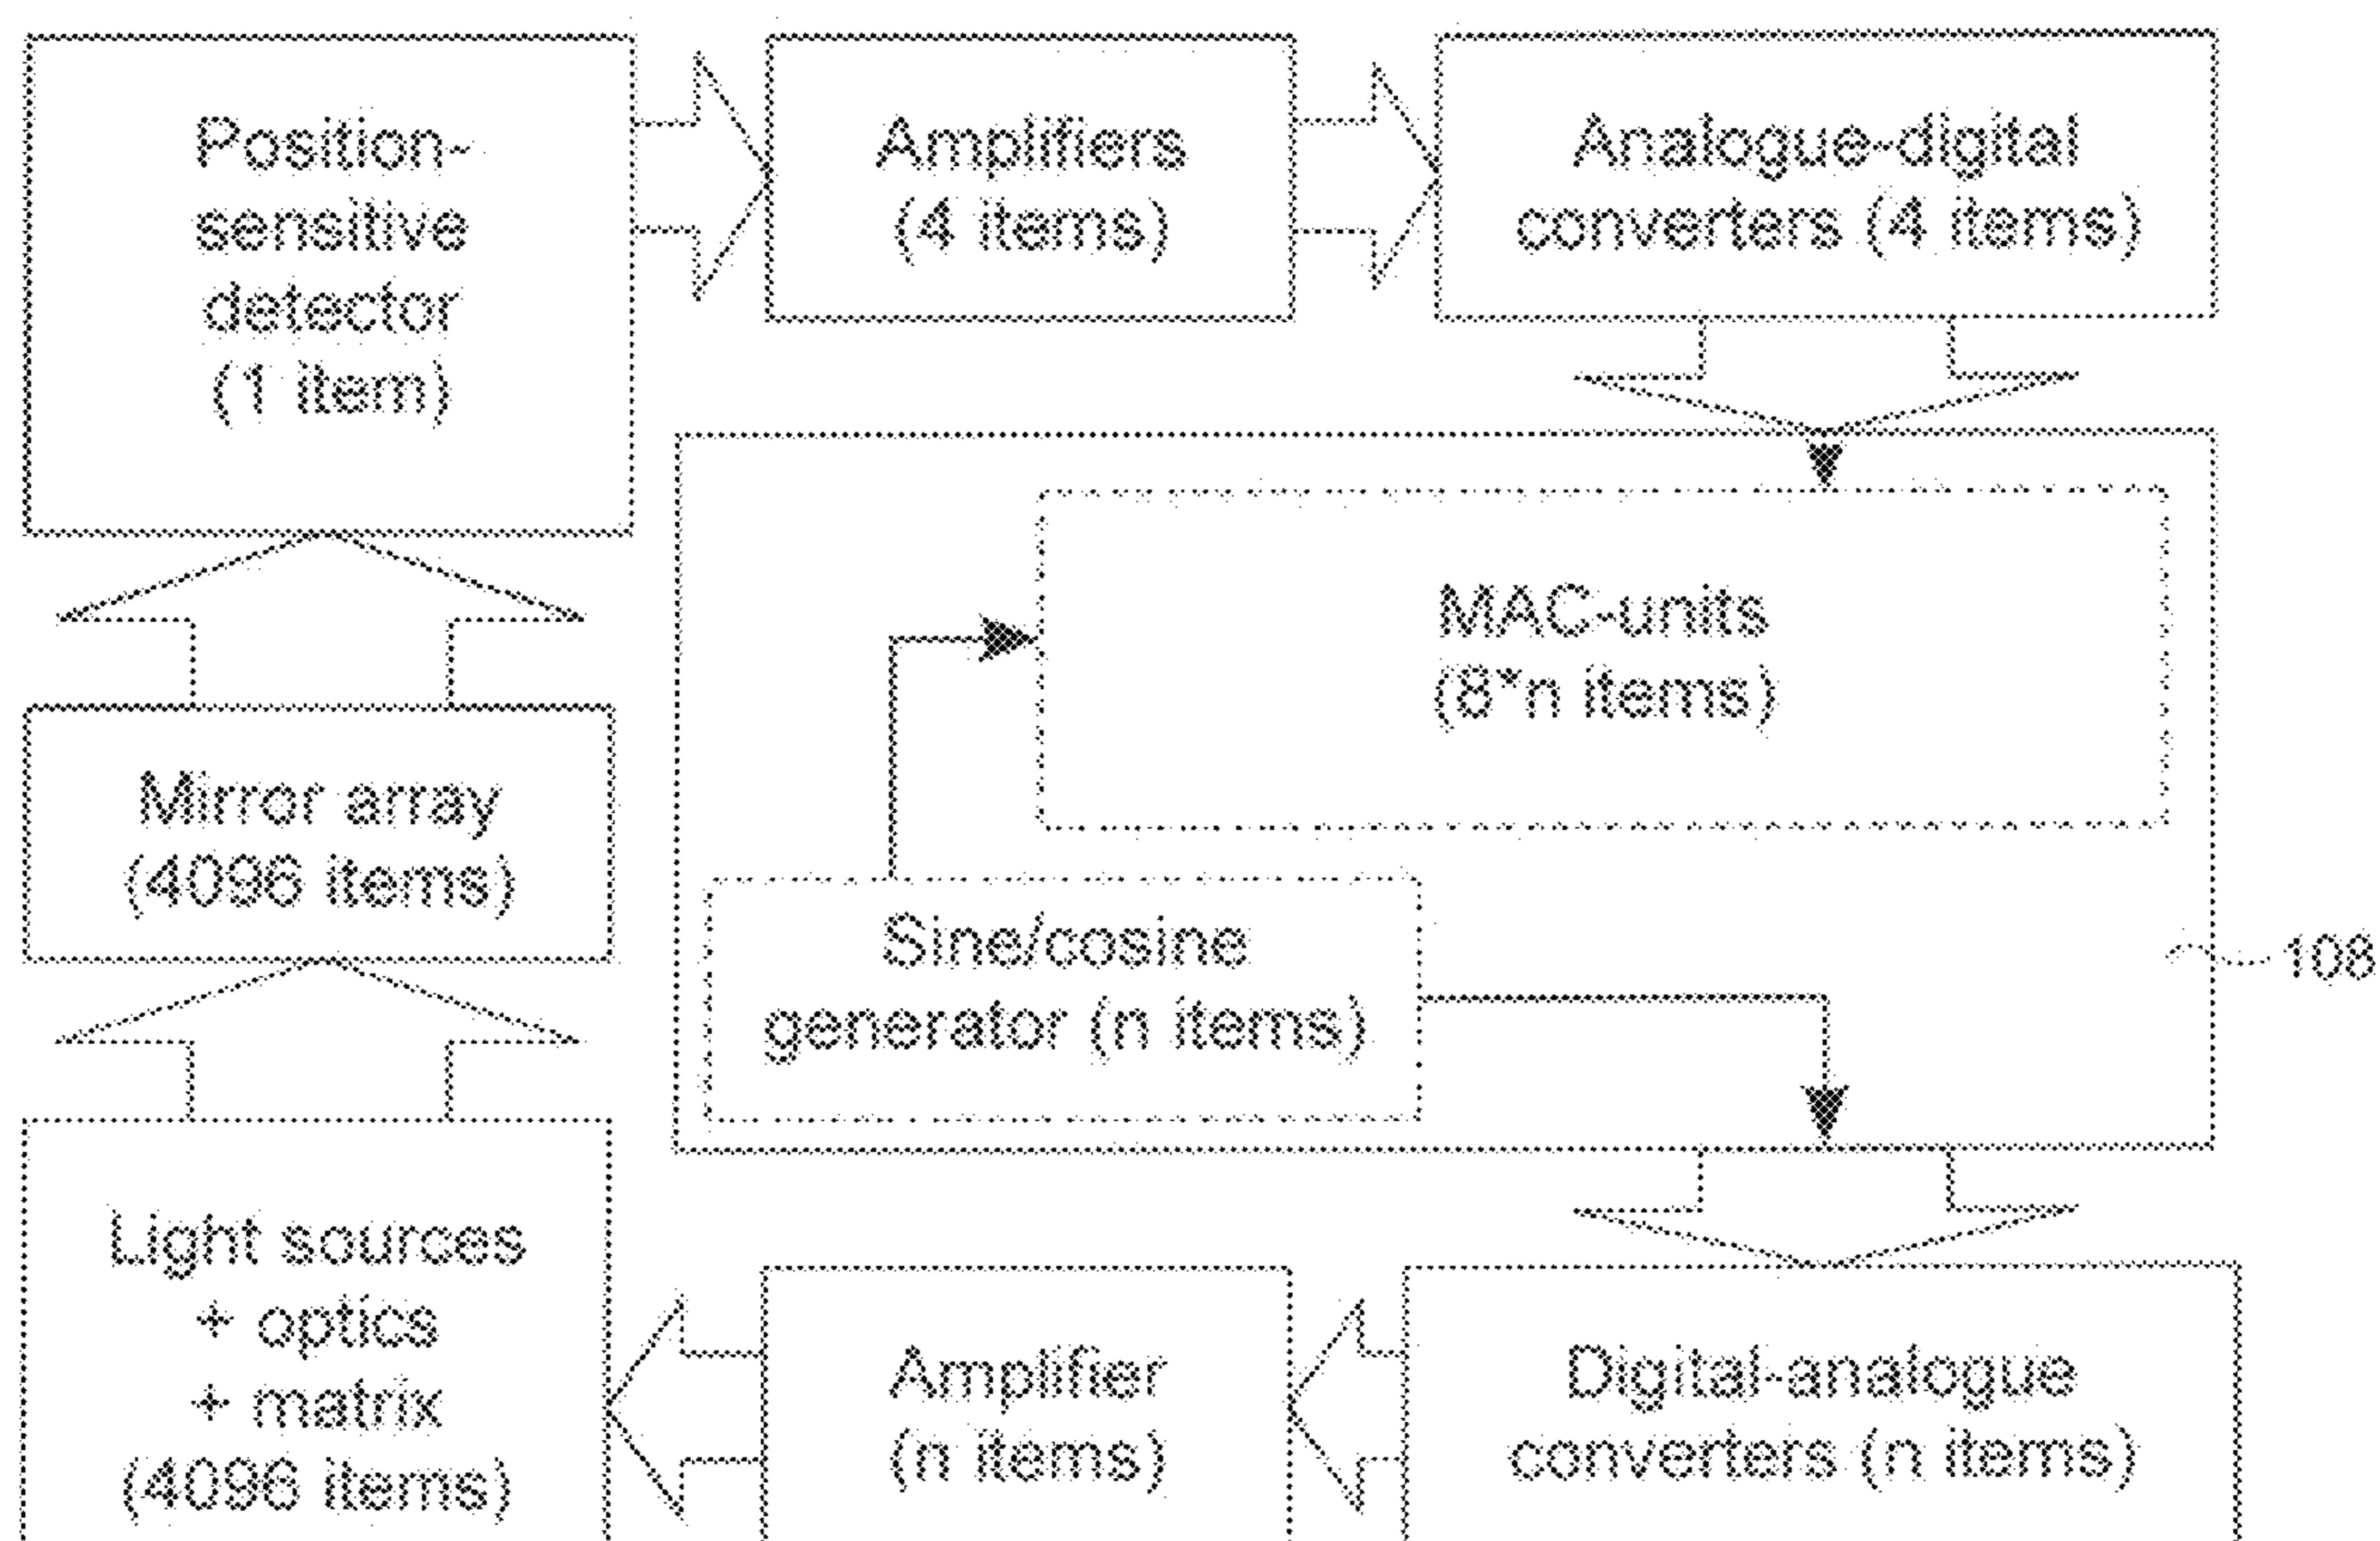 Position-
sensitive
detector
(1 item)
Amplifiers
(4 items)
Analogue-digital
converters (4 items)
MAC-units
(8*n items)
Mirror array
(4096 items)
Sine/cosine
generator (n items)
108
Light sources
+ optics
+ matrix
(4096 items)
Amplifier
(n items)
Digital-analogue
converters (n items)